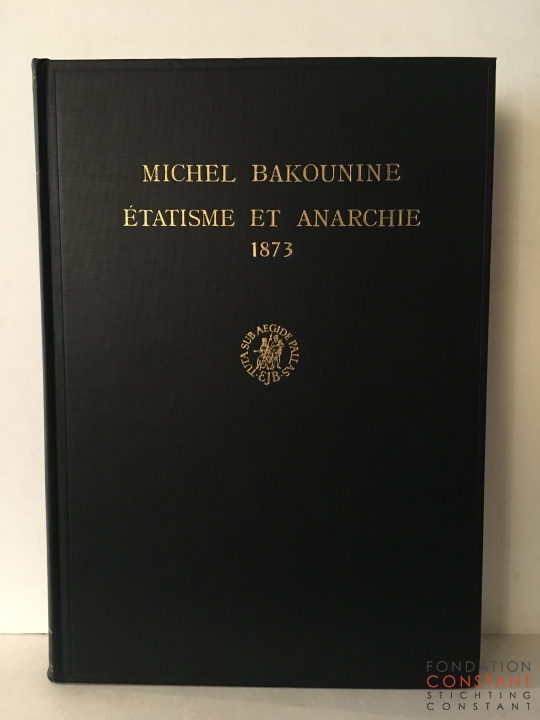 MICHEL BAKOUNINE
ÉTATISME ET ANARCHIE
1873
TUTA SUB AEGIDE PALLAS
EJB
FONDATION
CONSTANT
STICHTING
CONSTANT